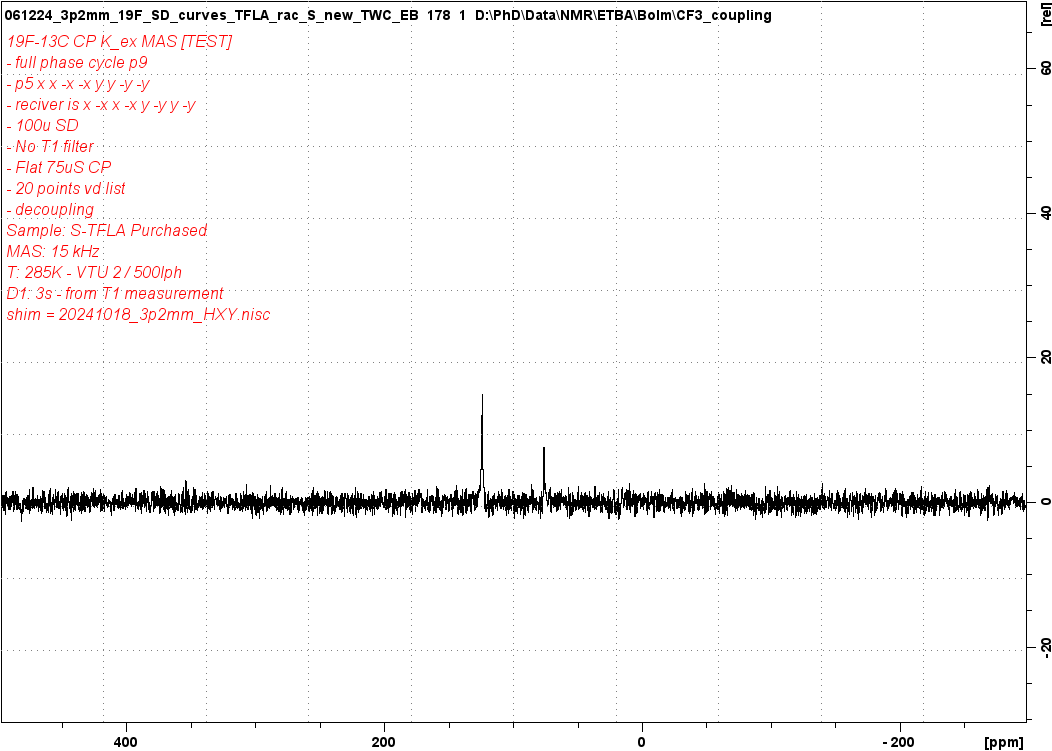 061224_3p2mm_19F_SD_curves_TFLA_rac_S_new_TWC_EB 178 1 D:\PhD\Data\NMR\ETBA\Bolm\CF3_coupling
[rel]
19F-13C CP K_ex MAS [TEST]
- full phase cycle p9
- p5 x x -x -x y y -y -y
- reciver is x -x x -x y -y y -y
- 100u SD
- No T1 filter
- Flat 75uS CP
- 20 points vd list
- decoupling
Sample: S-TFLA Purchased
MAS: 15 kHz
T: 285K - VTU 2 / 500lph
D1: 3s - from T1 measurement
shim = 20241018_3p2mm_HXY.nisc
60
40
20
0
-20
400 200 0 -200 [ppm]